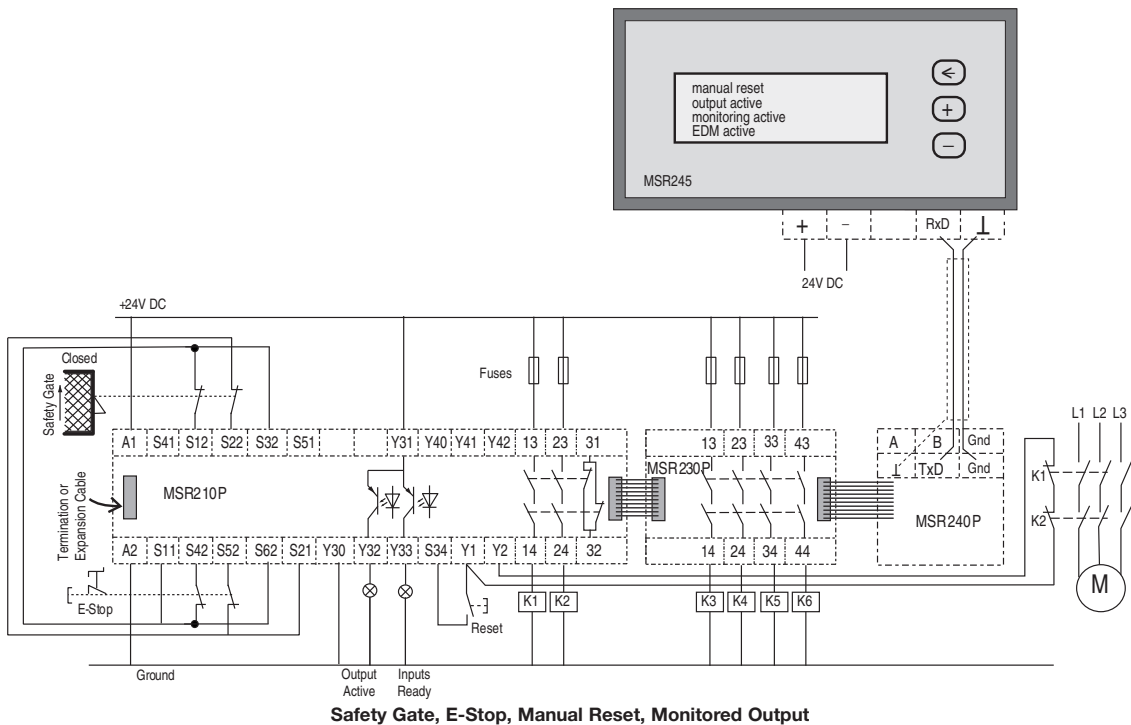 manual reset
output active
monitoring active
EDM active
MSR245
+ − RxD ⊥
24V DC
+24V DC
Closed
Safety Gate
Fuses
L1 L2 L3
A1 S41 S12 S22 S32 S51 Y31 Y40 Y41 Y42 13 23 31
13 23 33 43
A B Gnd
⊥ TxD Gnd
MSR210P
MSR230P
MSR240P
K1
K2
Termination or
Expansion Cable
A2 S11 S42 S52 S62 S21 Y30 Y32 Y33 S34 Y1 Y2 14 24 32
14 24 34 44
M
E-Stop
K1 K2 K3 K4 K5 K6
Reset
Ground
Output
Active
Inputs
Ready
Safety Gate, E-Stop, Manual Reset, Monitored Output